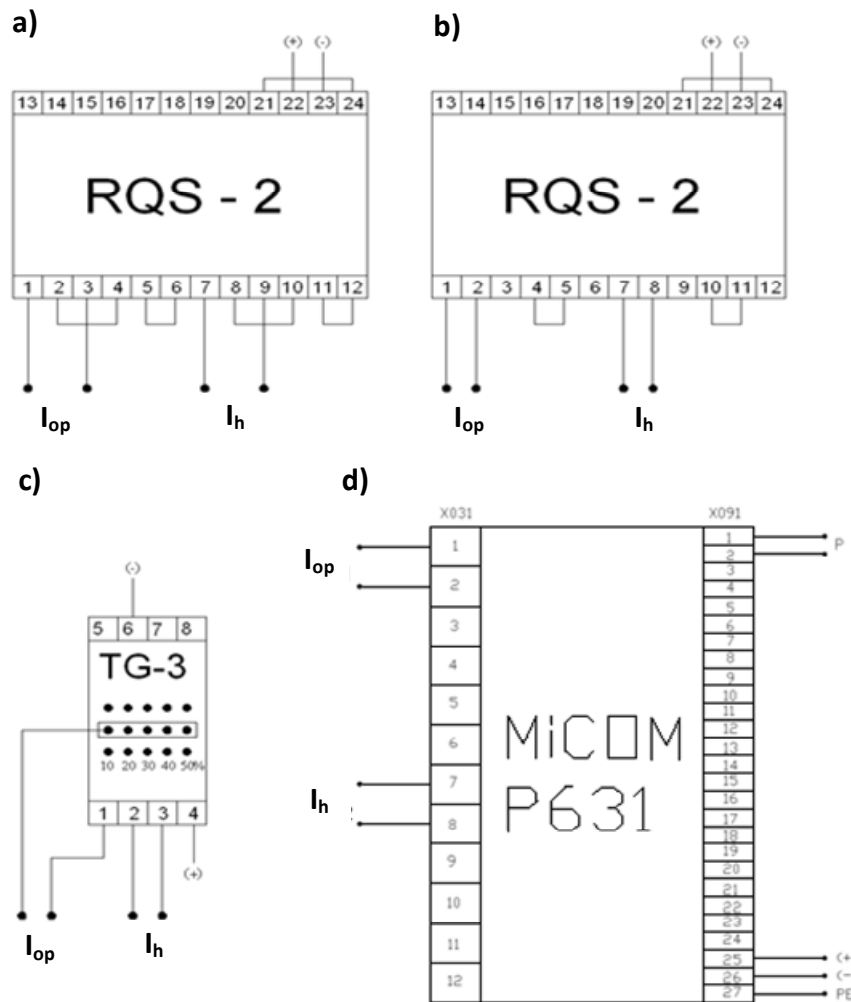 a)
(+) (-)
13 14 15 16 17 18 19 20 21 22 23 24
RQS - 2
1 2 3 4 5 6 7 8 9 10 11 12
Iop Ih
b)
(+) (-)
13 14 15 16 17 18 19 20 21 22 23 24
RQS - 2
1 2 3 4 5 6 7 8 9 10 11 12
Iop Ih
c)
(-)
5 6 7 8
TG-3
10 20 30 40 50%
1 2 3 4
(+)
Iop Ih
d)
X031
1
2
3
4
5
6
7
8
9
10
11
12
Iop
Ih
MiCOM
P631
X091
1
2
3
4
5
6
7
8
9
10
11
12
13
14
15
16
17
18
19
20
21
22
23
24
25
26
27
P
(+
(-
PE